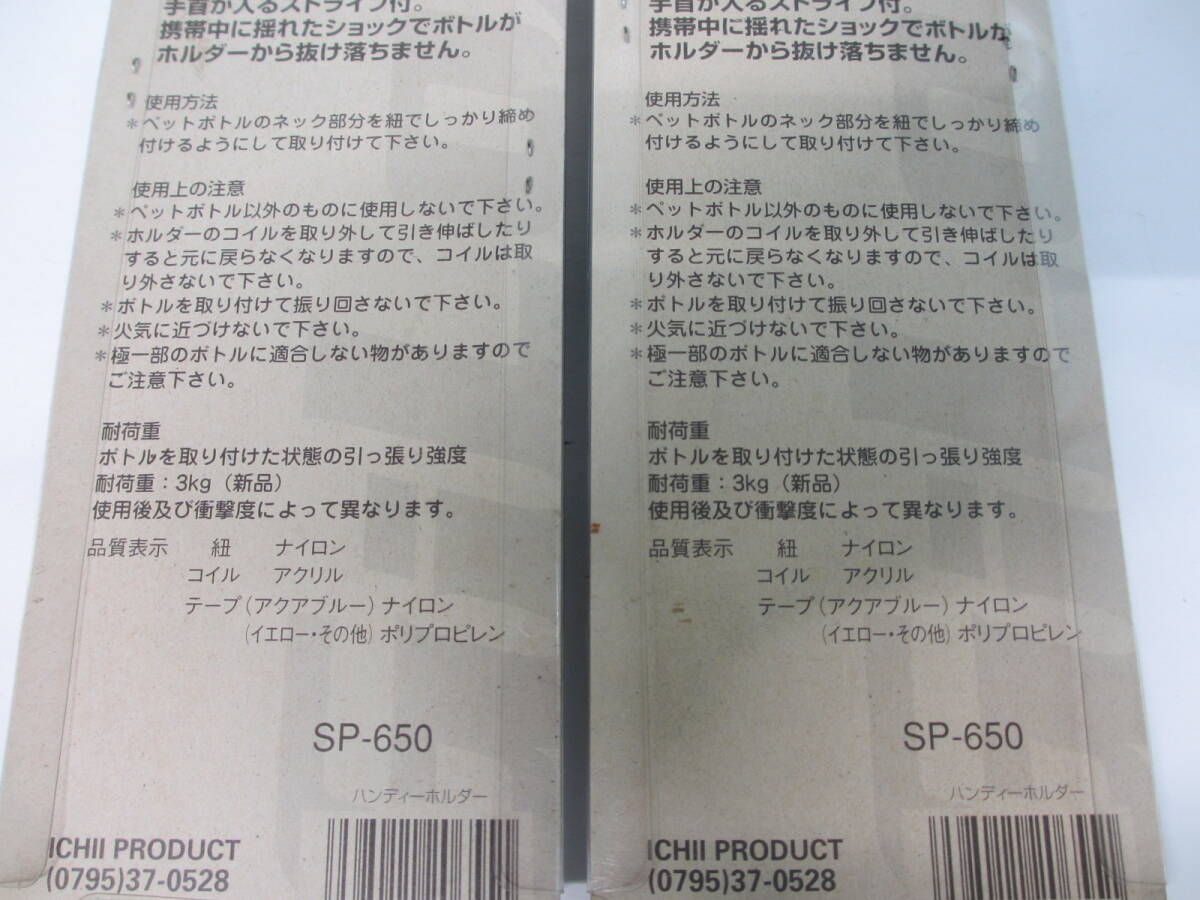 手首が入るストライプ付。
携帯中に揺れたショックでボトルが
ホルダーから抜け落ちません。
使用方法
*ペットボトルのネック部分を紐でしっかり締め
付けるようにして取り付けて下さい。
使用上の注意
*ペットボトル以外のものに使用しないで下さい。
*ホルダーのコイルを取り外して引き伸ばしたり
すると元に戻らなくなりますので、コイルは取
り外さないで下さい。
*ボトルを取り付けて振り回さないで下さい。
*火気に近づけないで下さい。
*極一部のボトルに適合しない物がありますので
ご注意下さい。
耐荷重
ボトルを取り付けた状態の引っ張り強度
耐荷重:3kg(新品)
使用後及び衝撃度によって異なります。
品質表示 紐 ナイロン
コイル アクリル
テープ(アクアブルー)ナイロン
(イエロー・その他)ポリプロピレン
SP-650
ハンディーホルダー
ICHII PRODUCT
(0795)37-0528
手首が入るストライプ付。
携帯中に揺れたショックでボトルが
ホルダーから抜け落ちません。
使用方法
*ペットボトルのネック部分を紐でしっかり締め
付けるようにして取り付けて下さい。
使用上の注意
*ペットボトル以外のものに使用しないで下さい。
*ホルダーのコイルを取り外して引き伸ばしたり
すると元に戻らなくなりますので、コイルは取
り外さないで下さい。
*ボトルを取り付けて振り回さないで下さい。
*火気に近づけないで下さい。
*極一部のボトルに適合しない物がありますので
ご注意下さい。
耐荷重
ボトルを取り付けた状態の引っ張り強度
耐荷重:3kg(新品)
使用後及び衝撃度によって異なります。
品質表示 紐 ナイロン
コイル アクリル
テープ(アクアブルー)ナイロン
(イエロー・その他)ポリプロピレン
SP-650
ハンディーホルダー
ICHII PRODUCT
(0795)37-0528